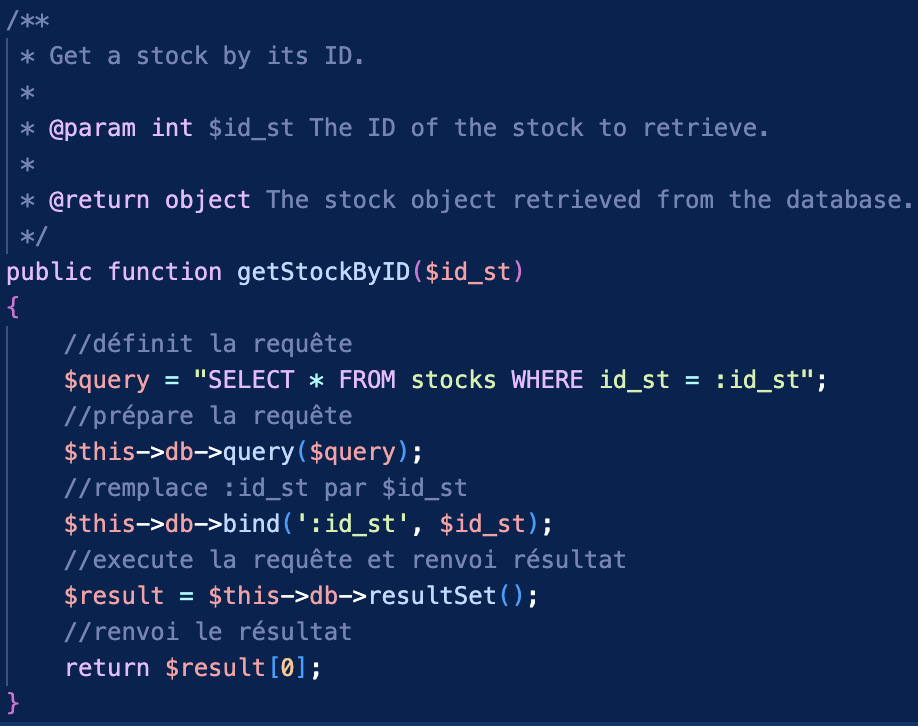 /**
 * Get a stock by its ID.
 *
 * @param int $id_st The ID of the stock to retrieve.
 *
 * @return object The stock object retrieved from the database.
 */
public function getStockByID($id_st)
{
    //définit la requête
    $query = "SELECT * FROM stocks WHERE id_st = :id_st";
    //prépare la requête
    $this->db->query($query);
    //remplace :id_st par $id_st
    $this->db->bind(':id_st', $id_st);
    //execute la requête et renvoi résultat
    $result = $this->db->resultSet();
    //renvoi le résultat
    return $result[0];
}